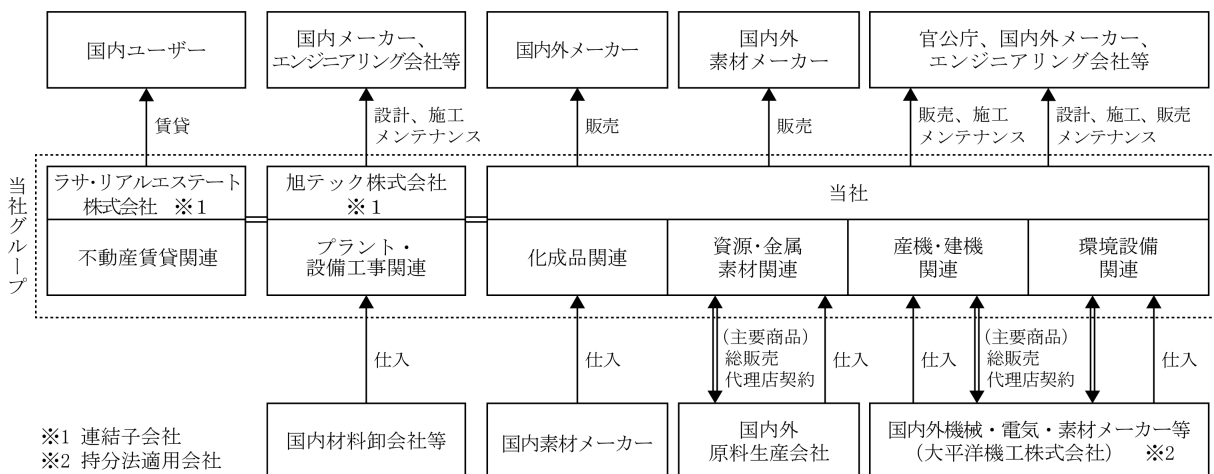 国内ユーザー
国内メーカー、
エンジニアリング会社等
国内外メーカー
国内外
素材メーカー
官公庁、国内外メーカー、
エンジニアリング会社等
賃貸
設計、施工
メンテナンス
販売
販売
販売、施工
メンテナンス
設計、施工、販売
メンテナンス
当社グループ
ラサ・リアルエステート
株式会社 ※1
旭テック株式会社
※1
当社
不動産賃貸関連
プラント・
設備工事関連
化成品関連
資源・金属
素材関連
産機・建機
関連
環境設備
関連
仕入
仕入
(主要商品)
総販売
代理店契約
仕入
仕入
(主要商品)
総販売
代理店契約
仕入
国内材料卸会社等
国内素材メーカー
国内外
原料生産会社
国内外機械・電気・素材メーカー等
(大平洋機工株式会社) ※2
※1 連結子会社
※2 持分法適用会社